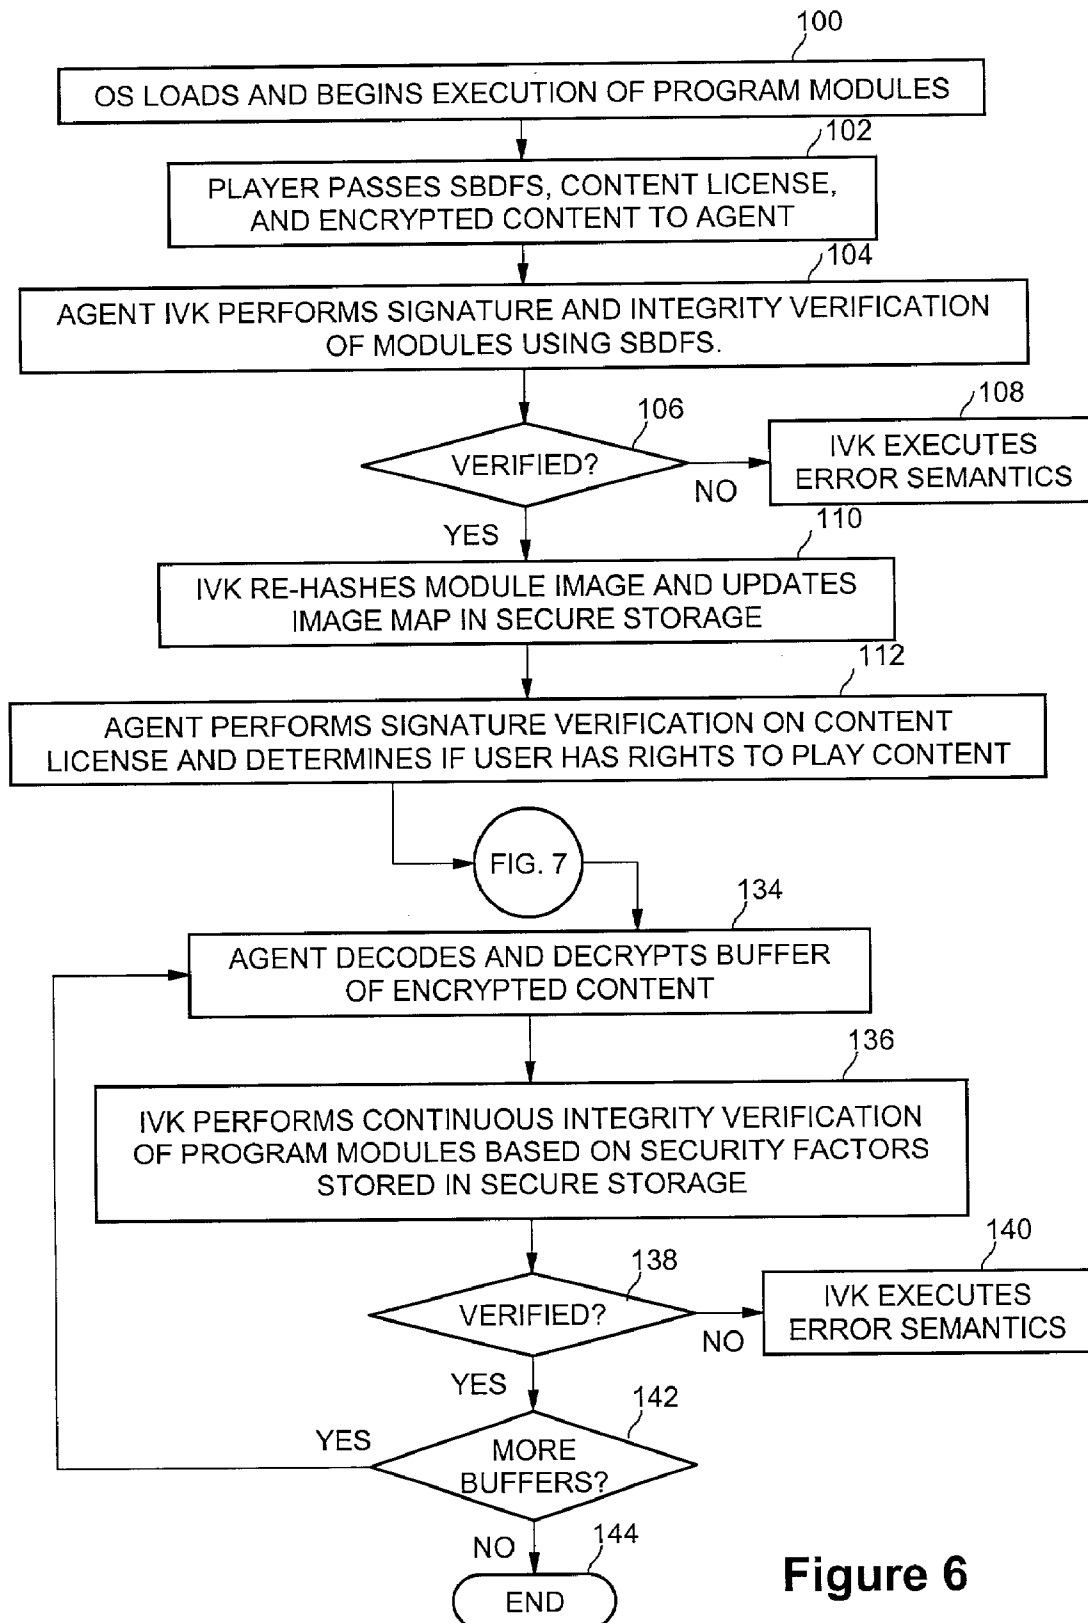 100
OS LOADS AND BEGINS EXECUTION OF PROGRAM MODULES
102
PLAYER PASSES SBDFS, CONTENT LICENSE,
AND ENCRYPTED CONTENT TO AGENT
104
AGENT IVK PERFORMS SIGNATURE AND INTEGRITY VERIFICATION
OF MODULES USING SBDFS.
106
VERIFIED?
NO
108
IVK EXECUTES
ERROR SEMANTICS
YES
110
IVK RE-HASHES MODULE IMAGE AND UPDATES
IMAGE MAP IN SECURE STORAGE
112
AGENT PERFORMS SIGNATURE VERIFICATION ON CONTENT
LICENSE AND DETERMINES IF USER HAS RIGHTS TO PLAY CONTENT
FIG. 7
134
AGENT DECODES AND DECRYPTS BUFFER
OF ENCRYPTED CONTENT
136
IVK PERFORMS CONTINUOUS INTEGRITY VERIFICATION
OF PROGRAM MODULES BASED ON SECURITY FACTORS
STORED IN SECURE STORAGE
138
VERIFIED?
NO
140
IVK EXECUTES
ERROR SEMANTICS
YES
142
YES
MORE
BUFFERS?
NO
144
END
Figure 6